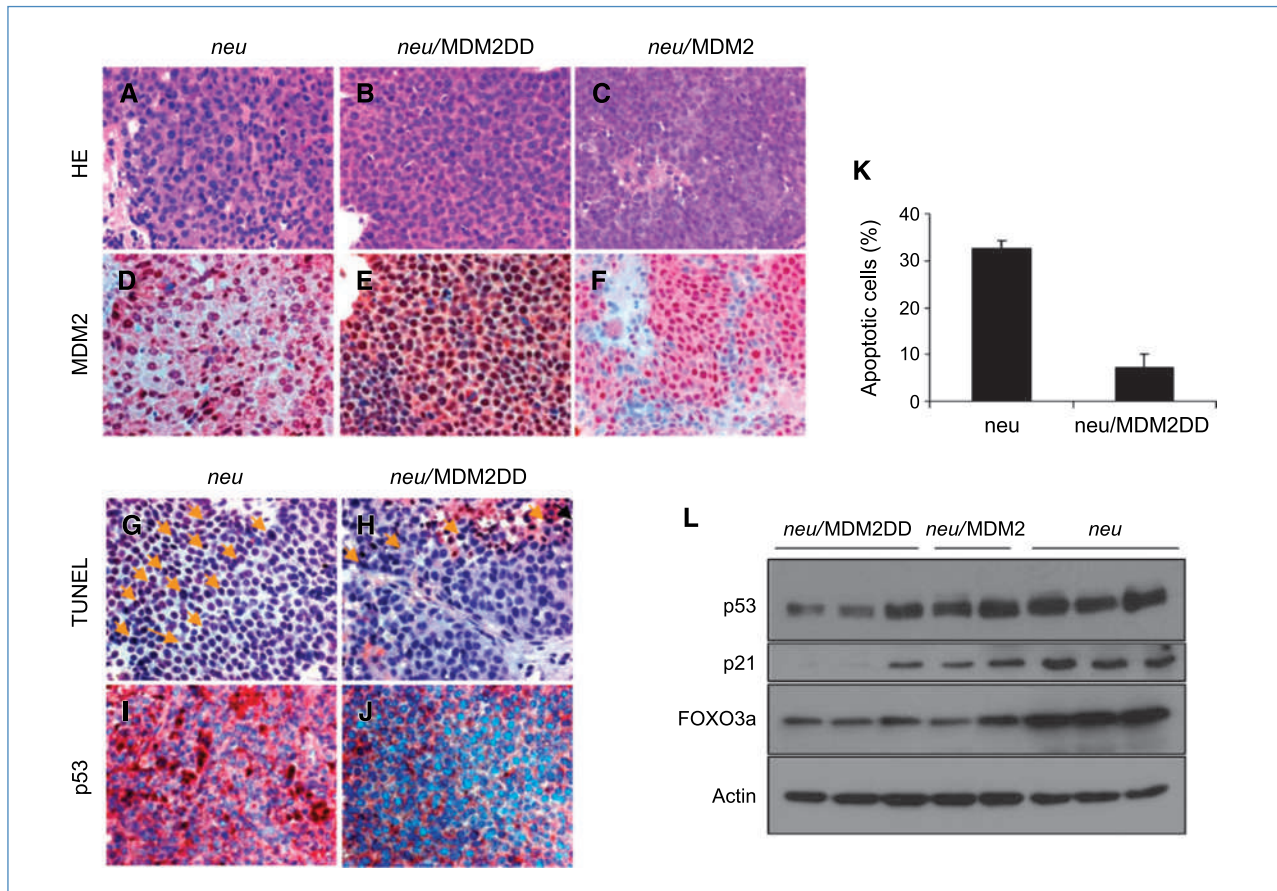 neu neu/MDM2DD neu/MDM2
HE
A B C
MDM2
D E F
K
Apoptotic cells (%)
40
30
20
10
0
neu neu/MDM2DD
neu neu/MDM2DD
TUNEL
G H
p53
I J
L
neu/MDM2DD neu/MDM2 neu
p53
p21
FOXO3a
Actin